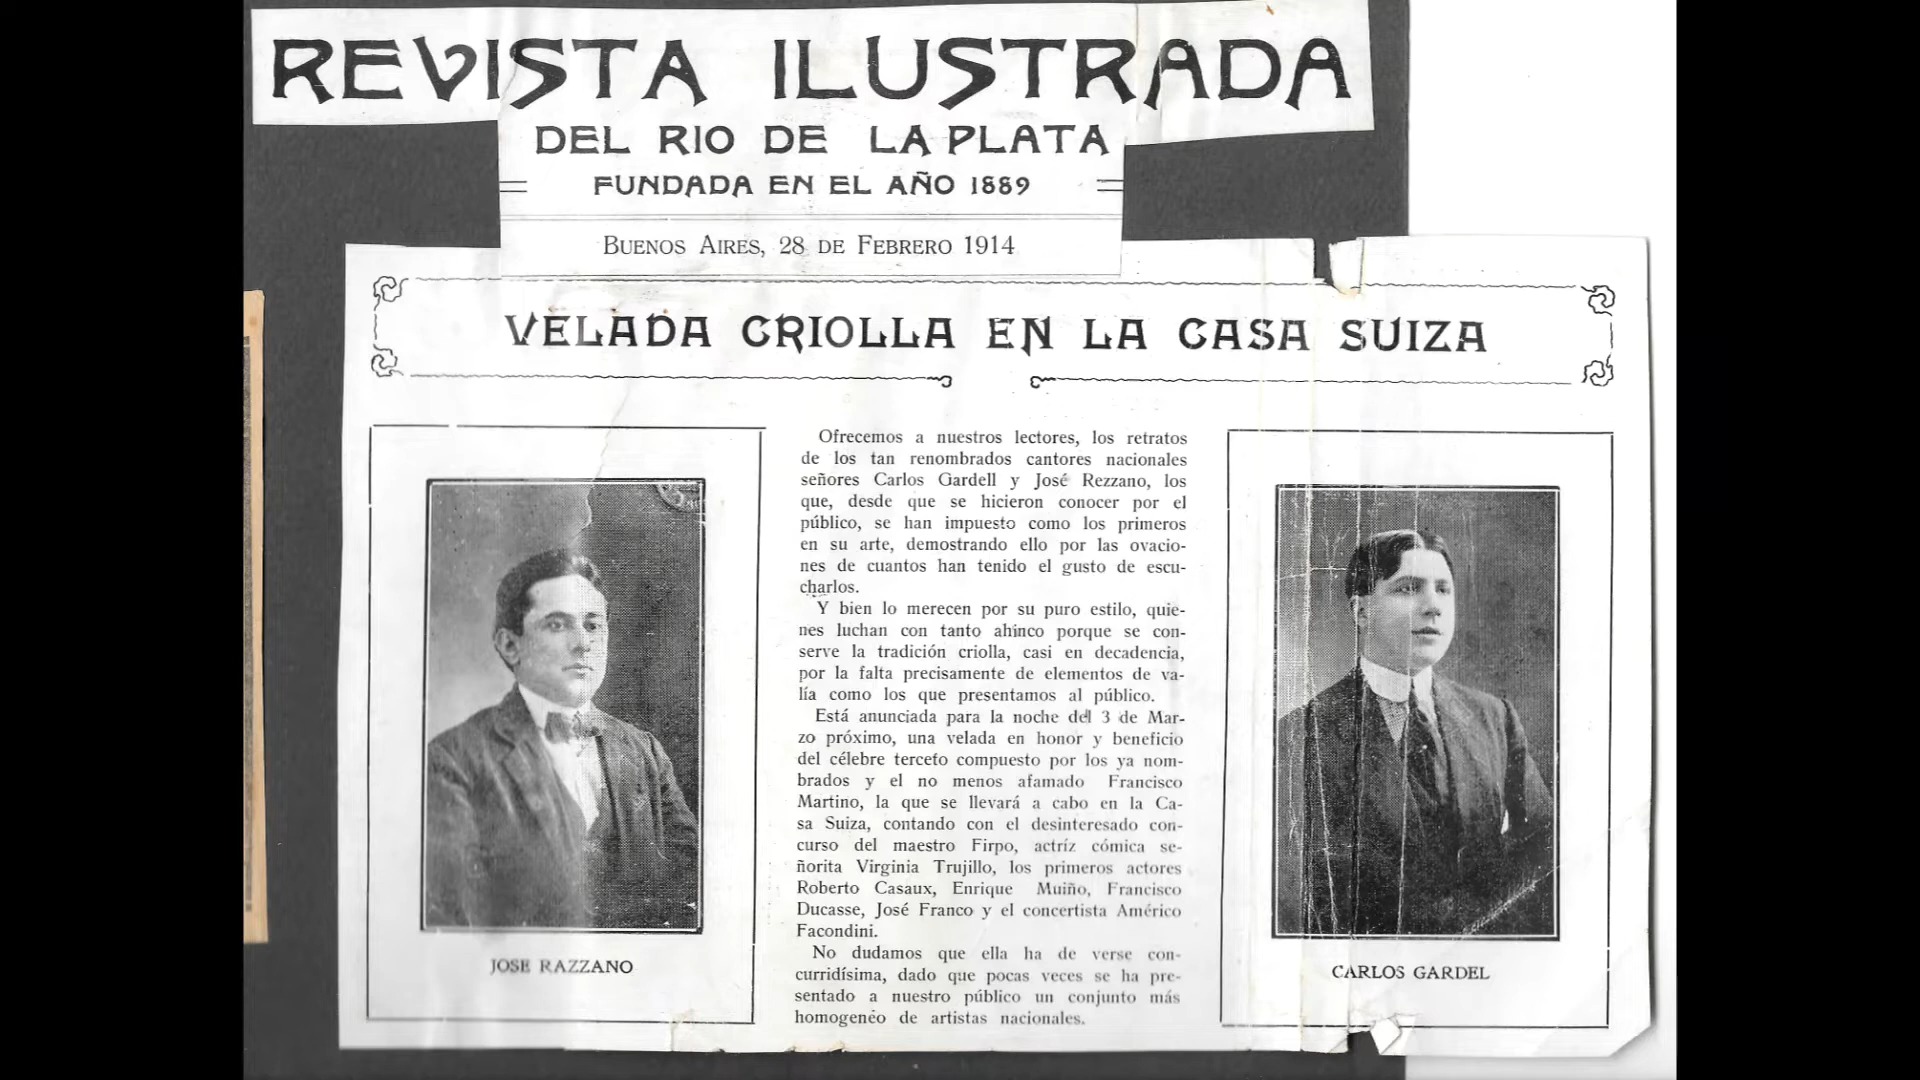 REVISTA ILUSTRADA
DEL RIO DE LA PLATA
FUNDADA EN EL AÑO 1889
BUENOS AIRES, 28 DE FEBRERO 1914
VELADA CRIOLLA EN LA CASA SUIZA
JOSE RAZZANO
Ofrecemos a nuestros lectores, los retratos
de los tan renombrados cantores nacionales
señores Carlos Gardell y José Rezzano, los
que, desde que se hicieron conocer por el
público, se han impuesto como los primeros
en su arte, demostrando ello por las ovacio-
nes de cuantos han tenido el gusto de escu-
charlos.
Y bien lo merecen por su puro estilo, quie-
nes luchan con tanto ahinco porque se con-
serve la tradición criolla, casi en decadencia,
por la falta precisamente de elementos de va-
lía como los que presentamos al público.
Está anunciada para la noche del 3 de Mar-
zo próximo, una velada en honor y beneficio
del célebre terceto compuesto por los ya nom-
brados y el no menos afamado Francisco
Martino, la que se llevará a cabo en la Ca-
sa Suiza, contando con el desinteresado con-
curso del maestro Firpo, actríz cómica se-
ñorita Virginia Trujillo, los primeros actores
Roberto Casaux, Enrique Muiño, Francisco
Ducasse, José Franco y el concertista Américo
Facondini.
No dudamos que ella ha de verse con-
curridísima, dado que pocas veces se ha pre-
sentado a nuestro público un conjunto más
homogenéo de artistas nacionales.
CARLOS GARDEL